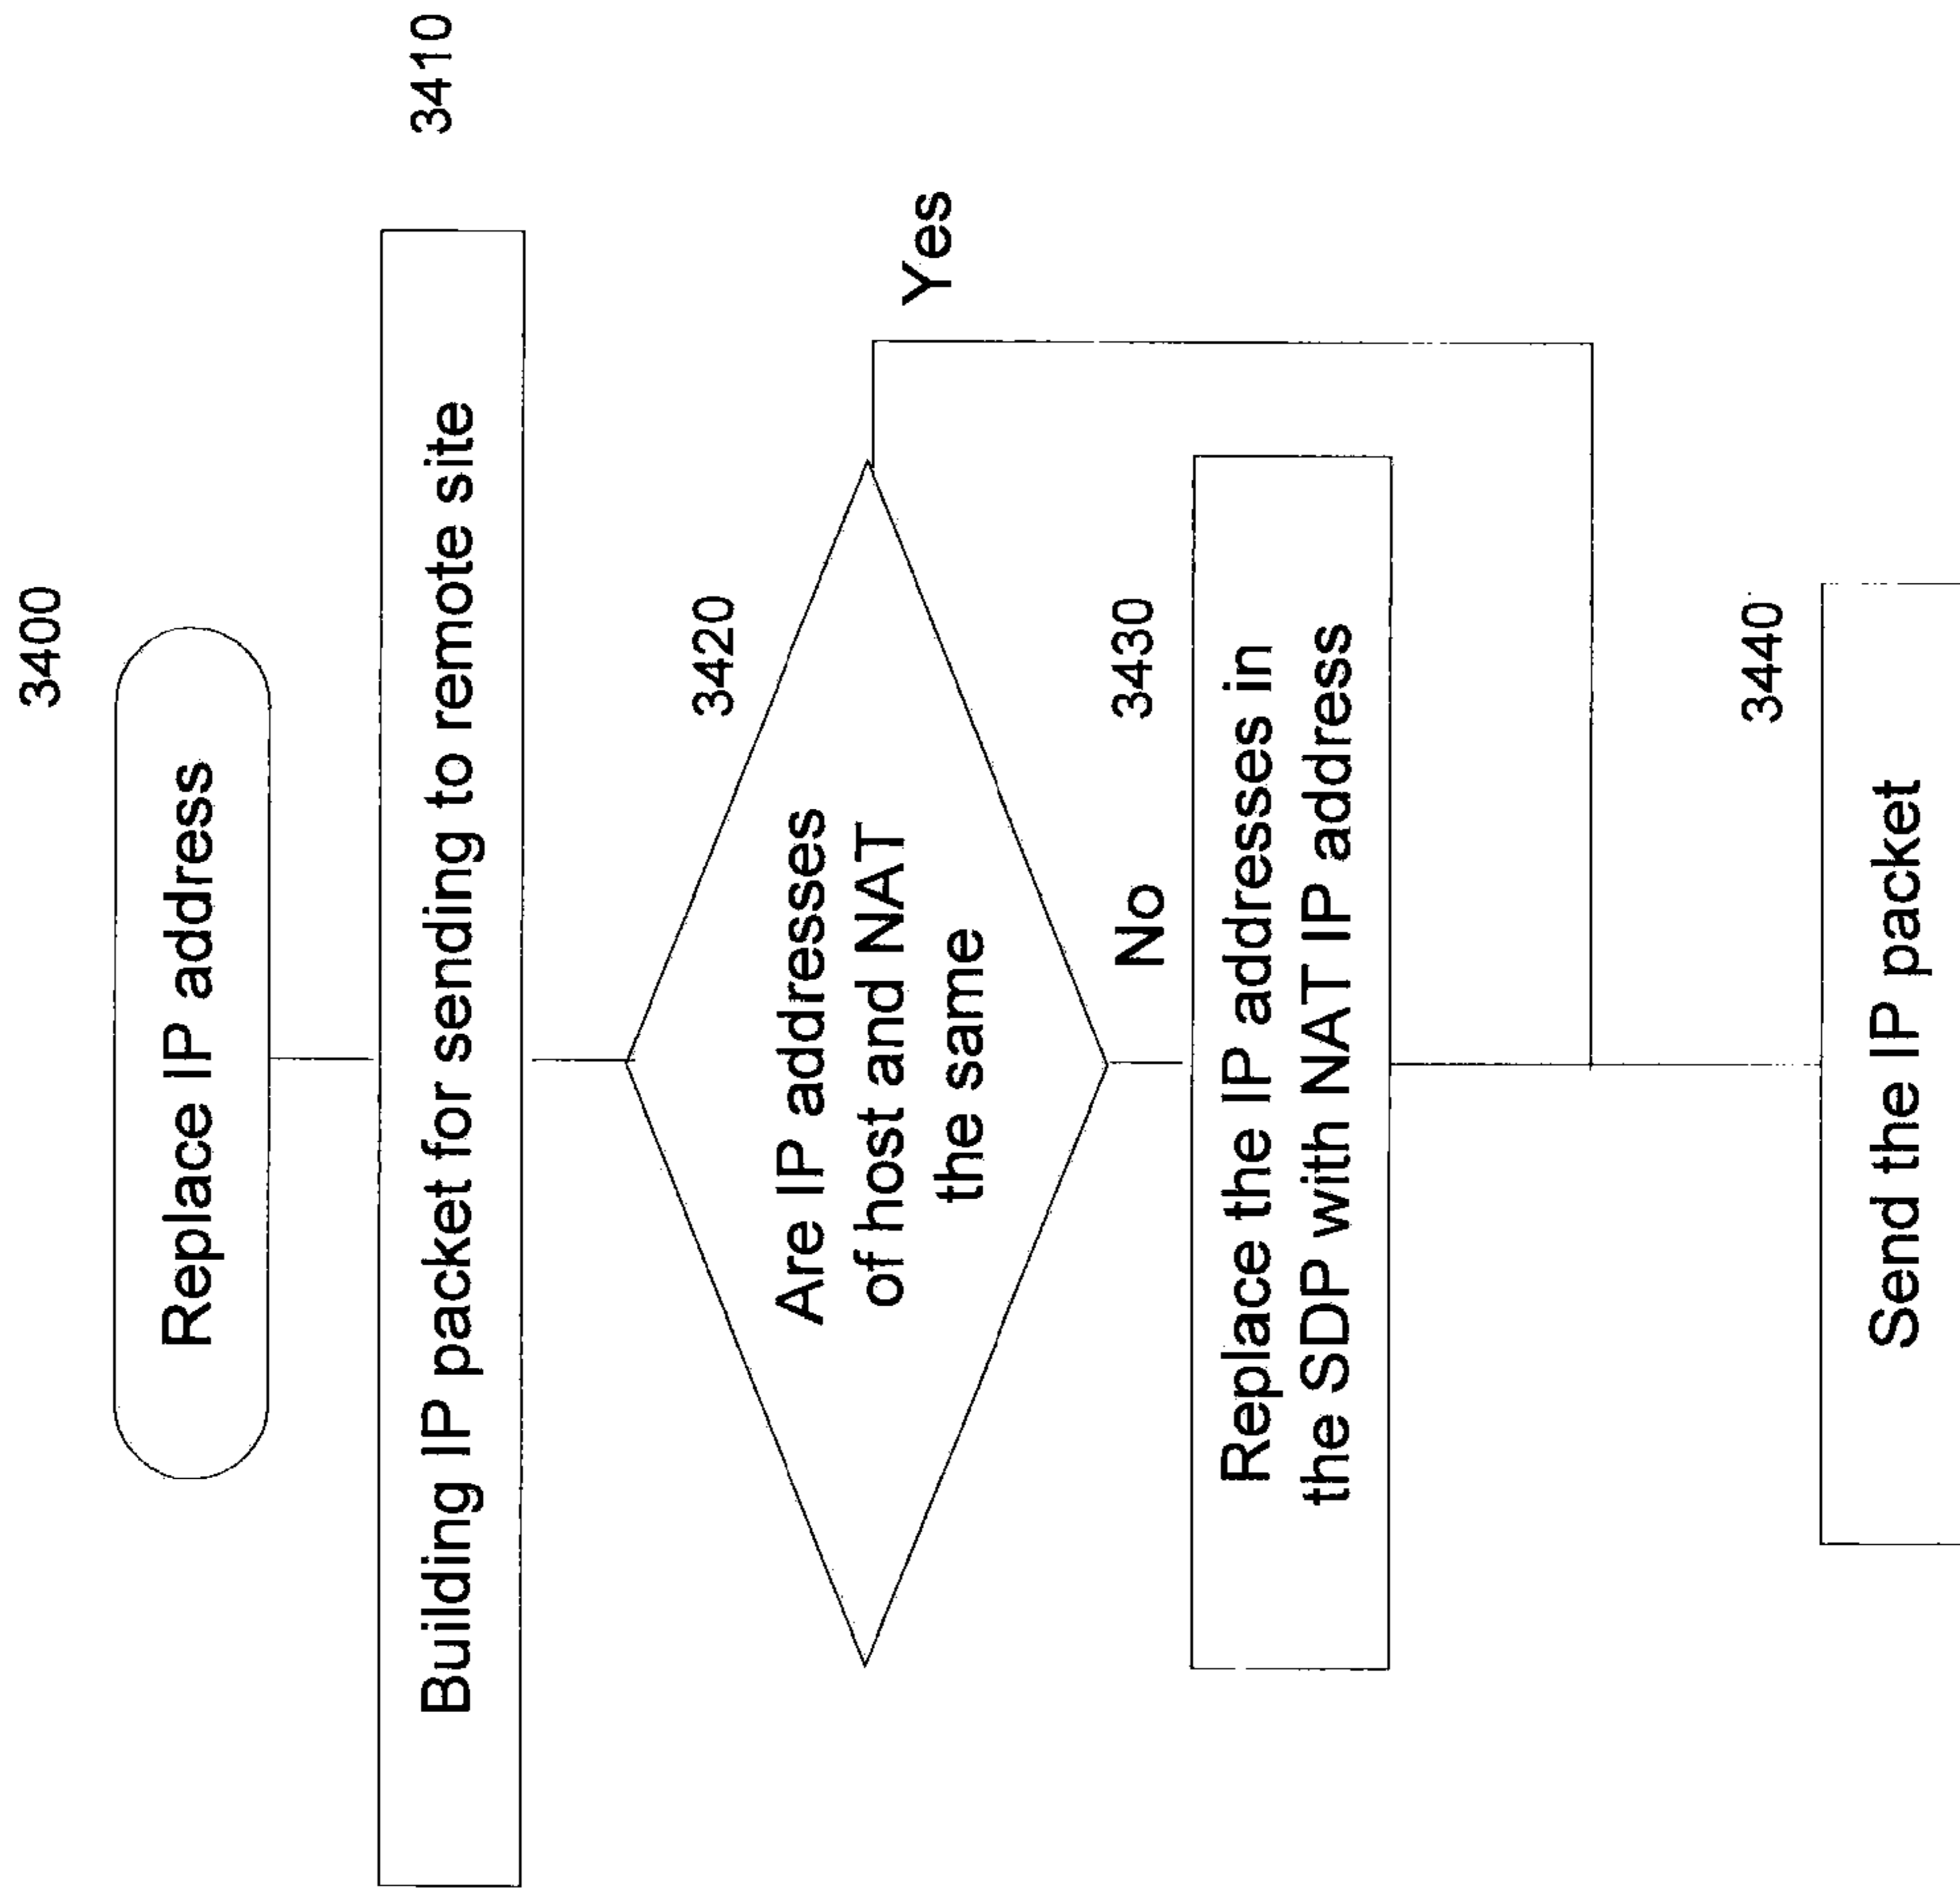 3400
Replace IP address
3410
Building IP packet for sending to remote site
3420
Are IP addresses
of host and NAT
the same
Yes
No
3430
Replace the IP addresses in
the SDP with NAT IP address
3440
Send the IP packet